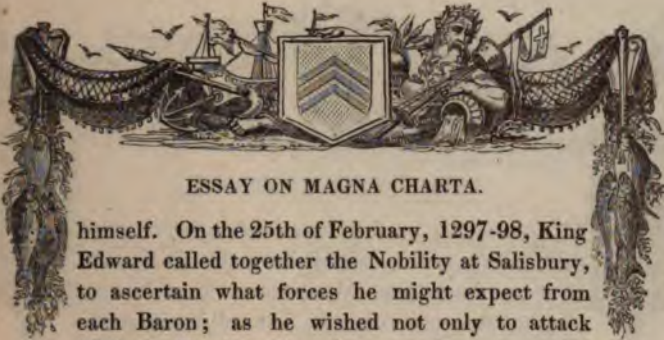 ESSAY ON MAGNA CHARTA.
himself. On the 25th of February, 1297-98, King
Edward called together the Nobility at Salisbury,
to ascertain what forces he might expect from
each Baron; as he wished not only to attack